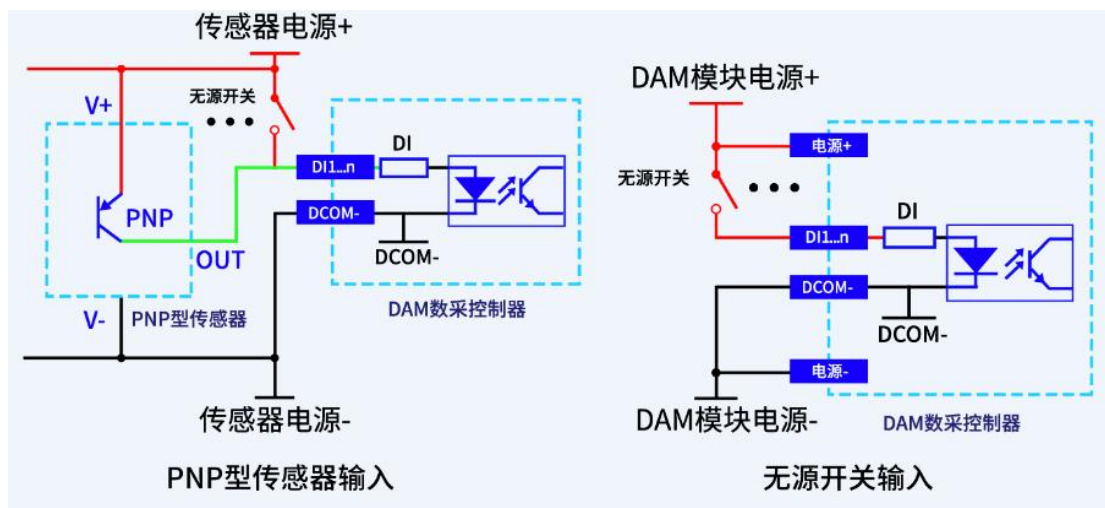 传感器电源+
V+
无源开关
DI1...n
DI
PNP
OUT
DCOM-
DCOM-
V-
PNP型传感器
DAM数采控制器
传感器电源-
PNP型传感器输入
DAM模块电源+
电源+
无源开关
DI1...n
DI
DCOM-
DCOM-
电源-
DAM模块电源-
DAM数采控制器
无源开关输入